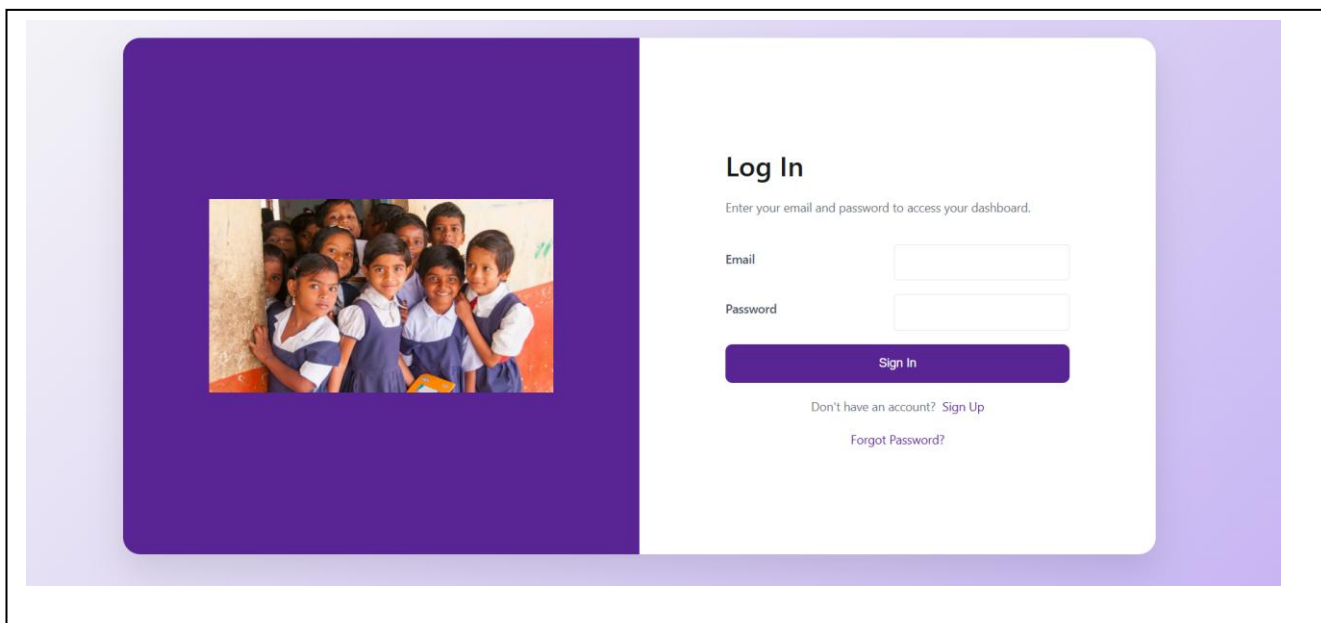 Log In
Enter your email and password to access your dashboard.
Email
Password
Sign In
Don't have an account? Sign Up
Forgot Password?